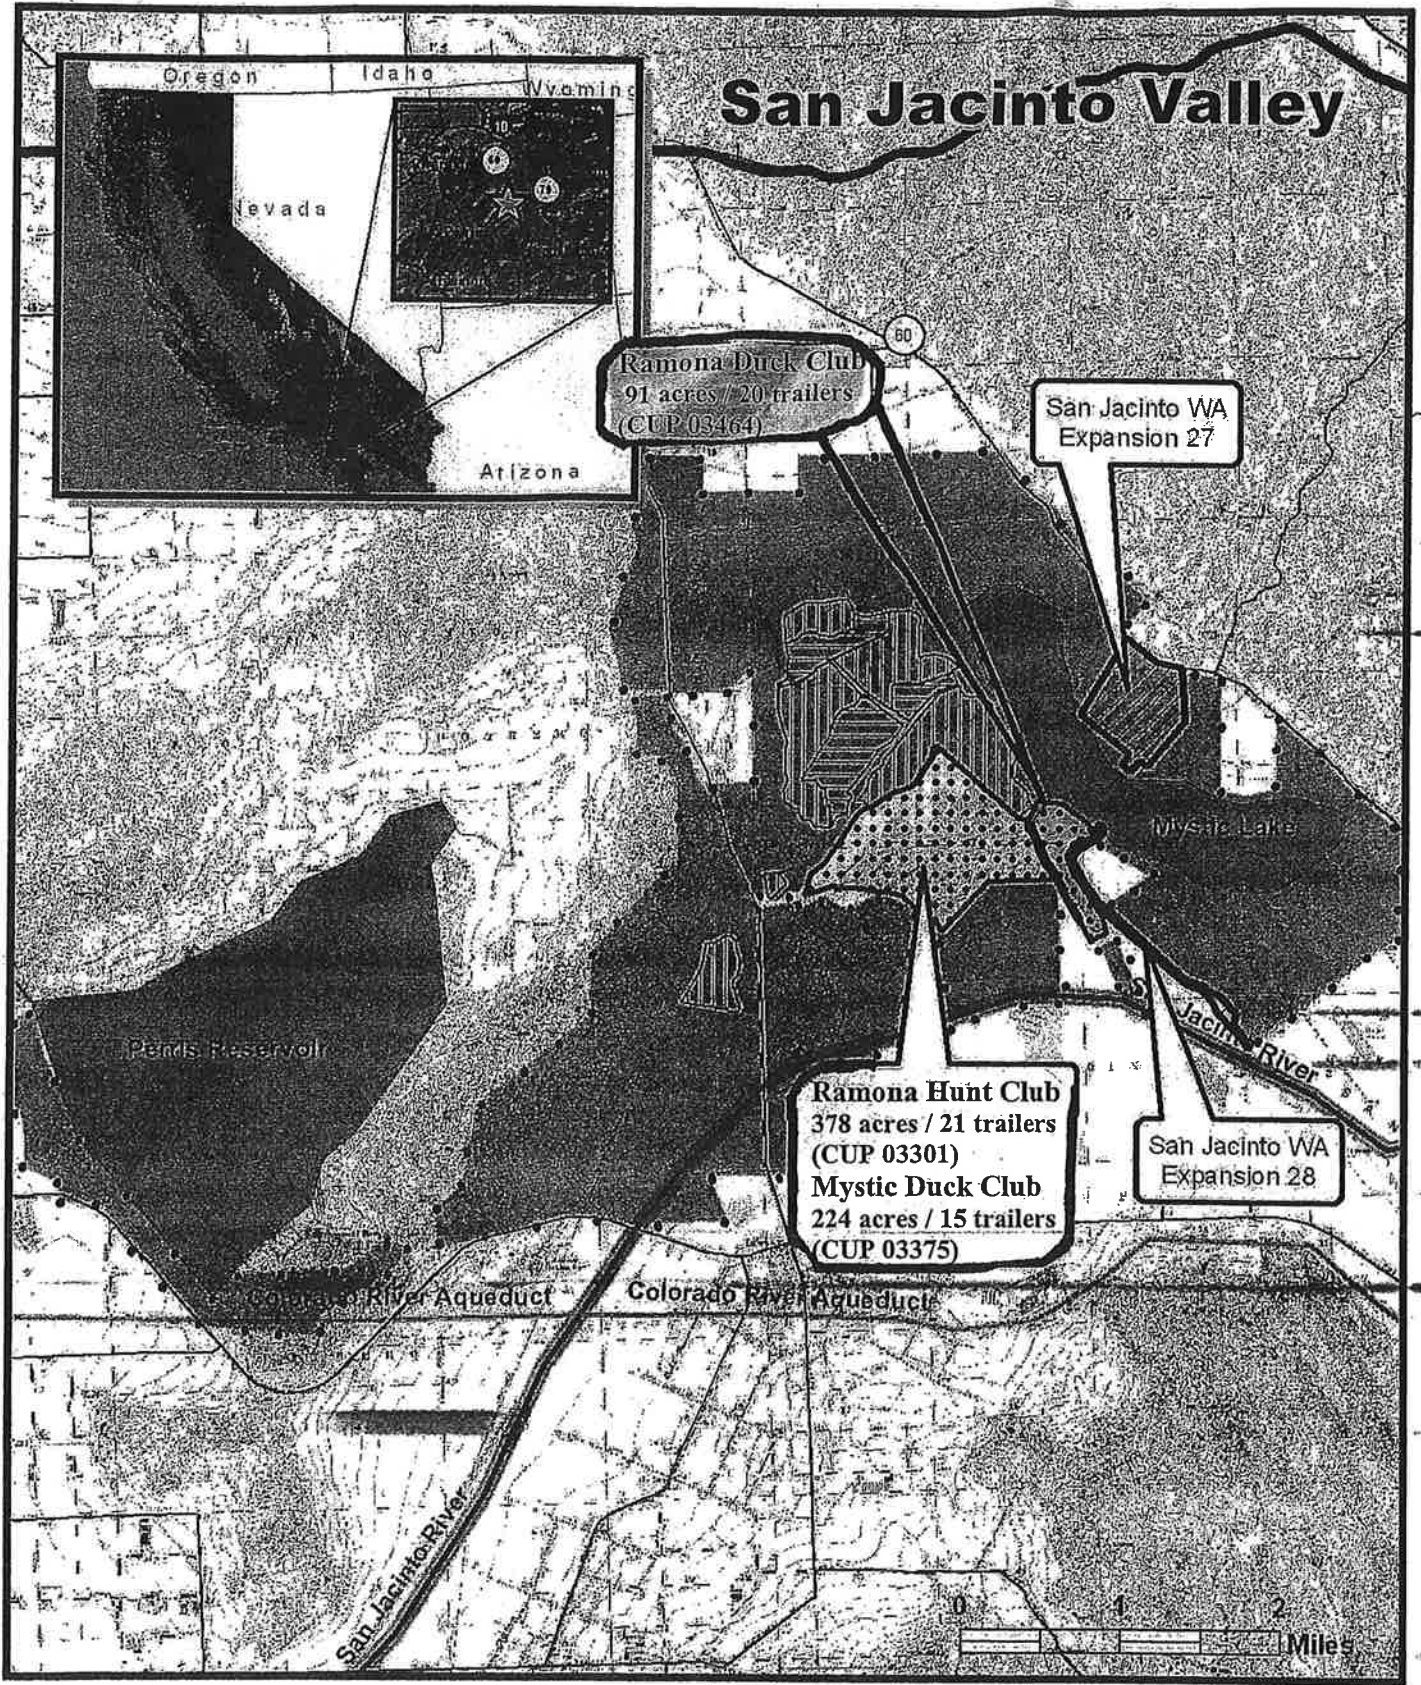 San Jacinto Valley
Oregon
Idaho
Wyoming
Nevada
10
Arizona
60
Ramona Duck Club
91 acres / 20 trailers
(CUP 03464)
San Jacinto WA
Expansion 27
Mystic Lake
Perris Reservoir
Jacinto River
Ramona Hunt Club
378 acres / 21 trailers
(CUP 03301)
Mystic Duck Club
224 acres / 15 trailers
(CUP 03375)
San Jacinto WA
Expansion 28
Colorado River Aqueduct
Colorado River Aqueduct
San Jacinto River
0 1 2
Miles